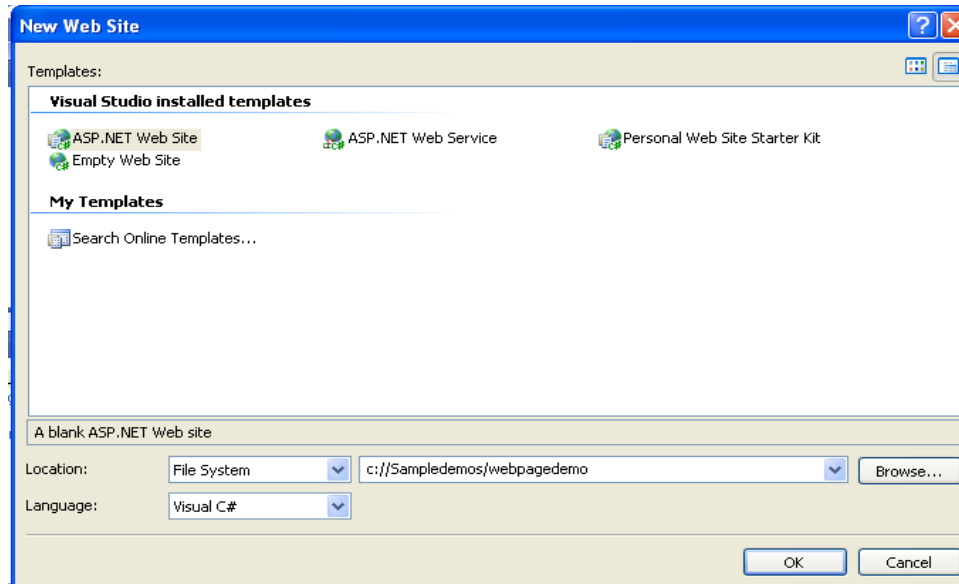 New Web Site
Templates:
Visual Studio installed templates
ASP.NET Web Site ASP.NET Web Service Personal Web Site Starter Kit
Empty Web Site
My Templates
Search Online Templates...
A blank ASP.NET Web site
Location: File System c://Sampledemos/webpagedemo Browse...
Language: Visual C#
OK Cancel